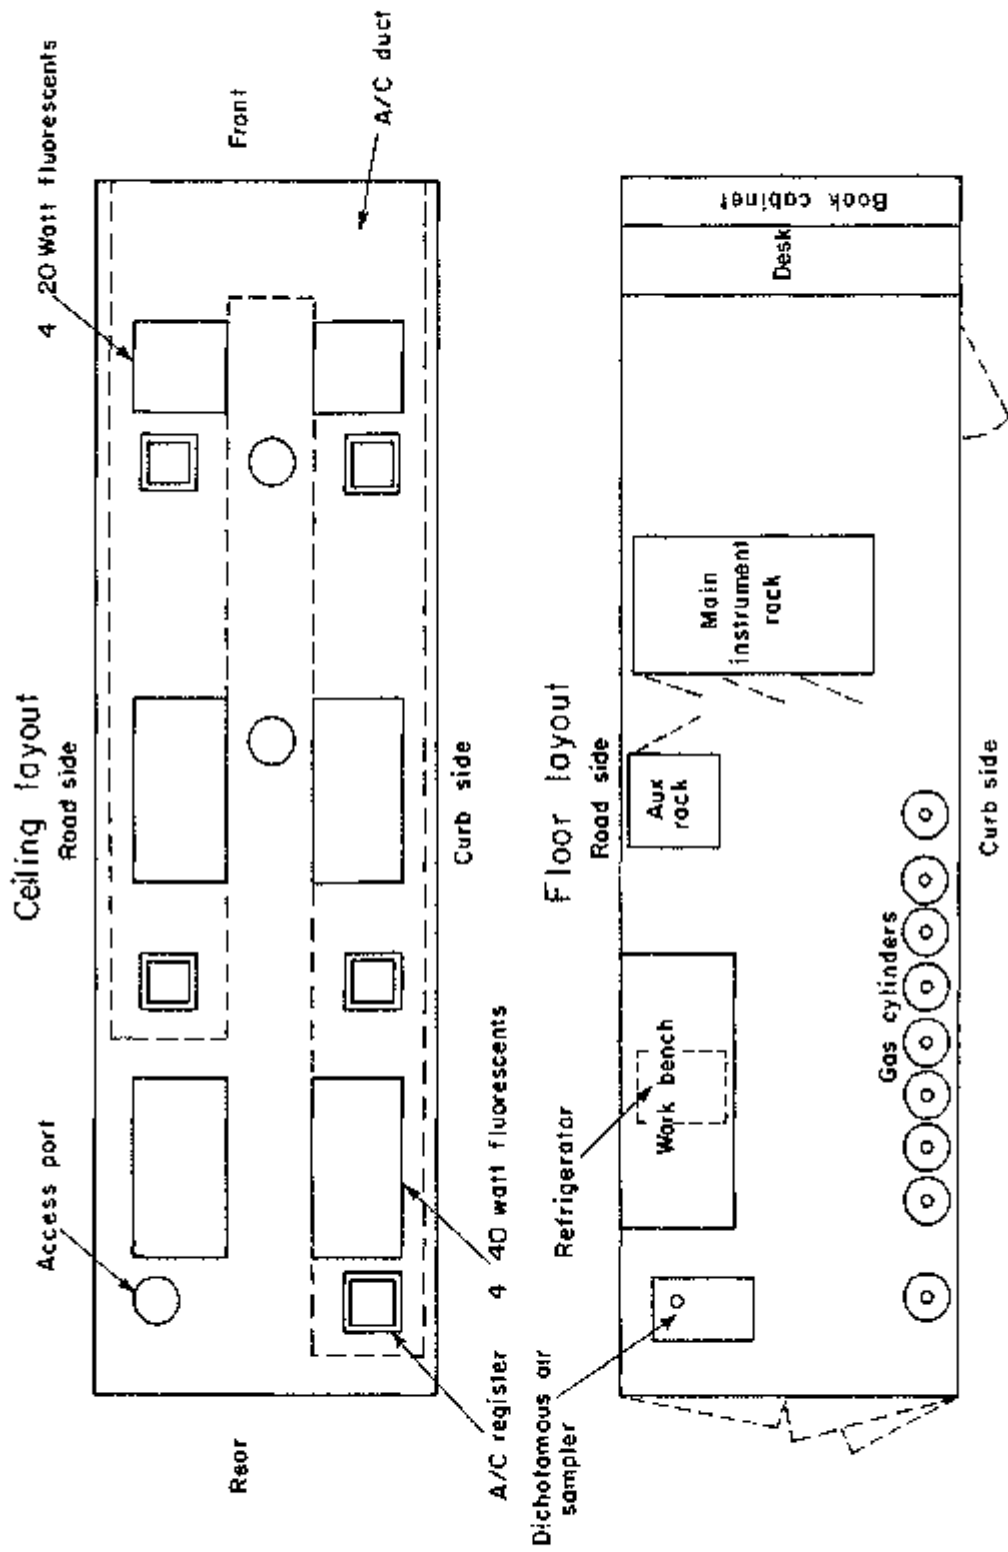 Ceiling layout
Road side
Access port
4 20 Watt fluorescents
Rear
Front
A/C duct
Curb side
A/C register
4 40 watt fluorescents
Floor layout
Road side
Refrigerator
Dichotamous air
sampler
Work bench
Aux
rack
Main
instrument
rack
Desk
Book cabinet
Gas cylinders
Curb side